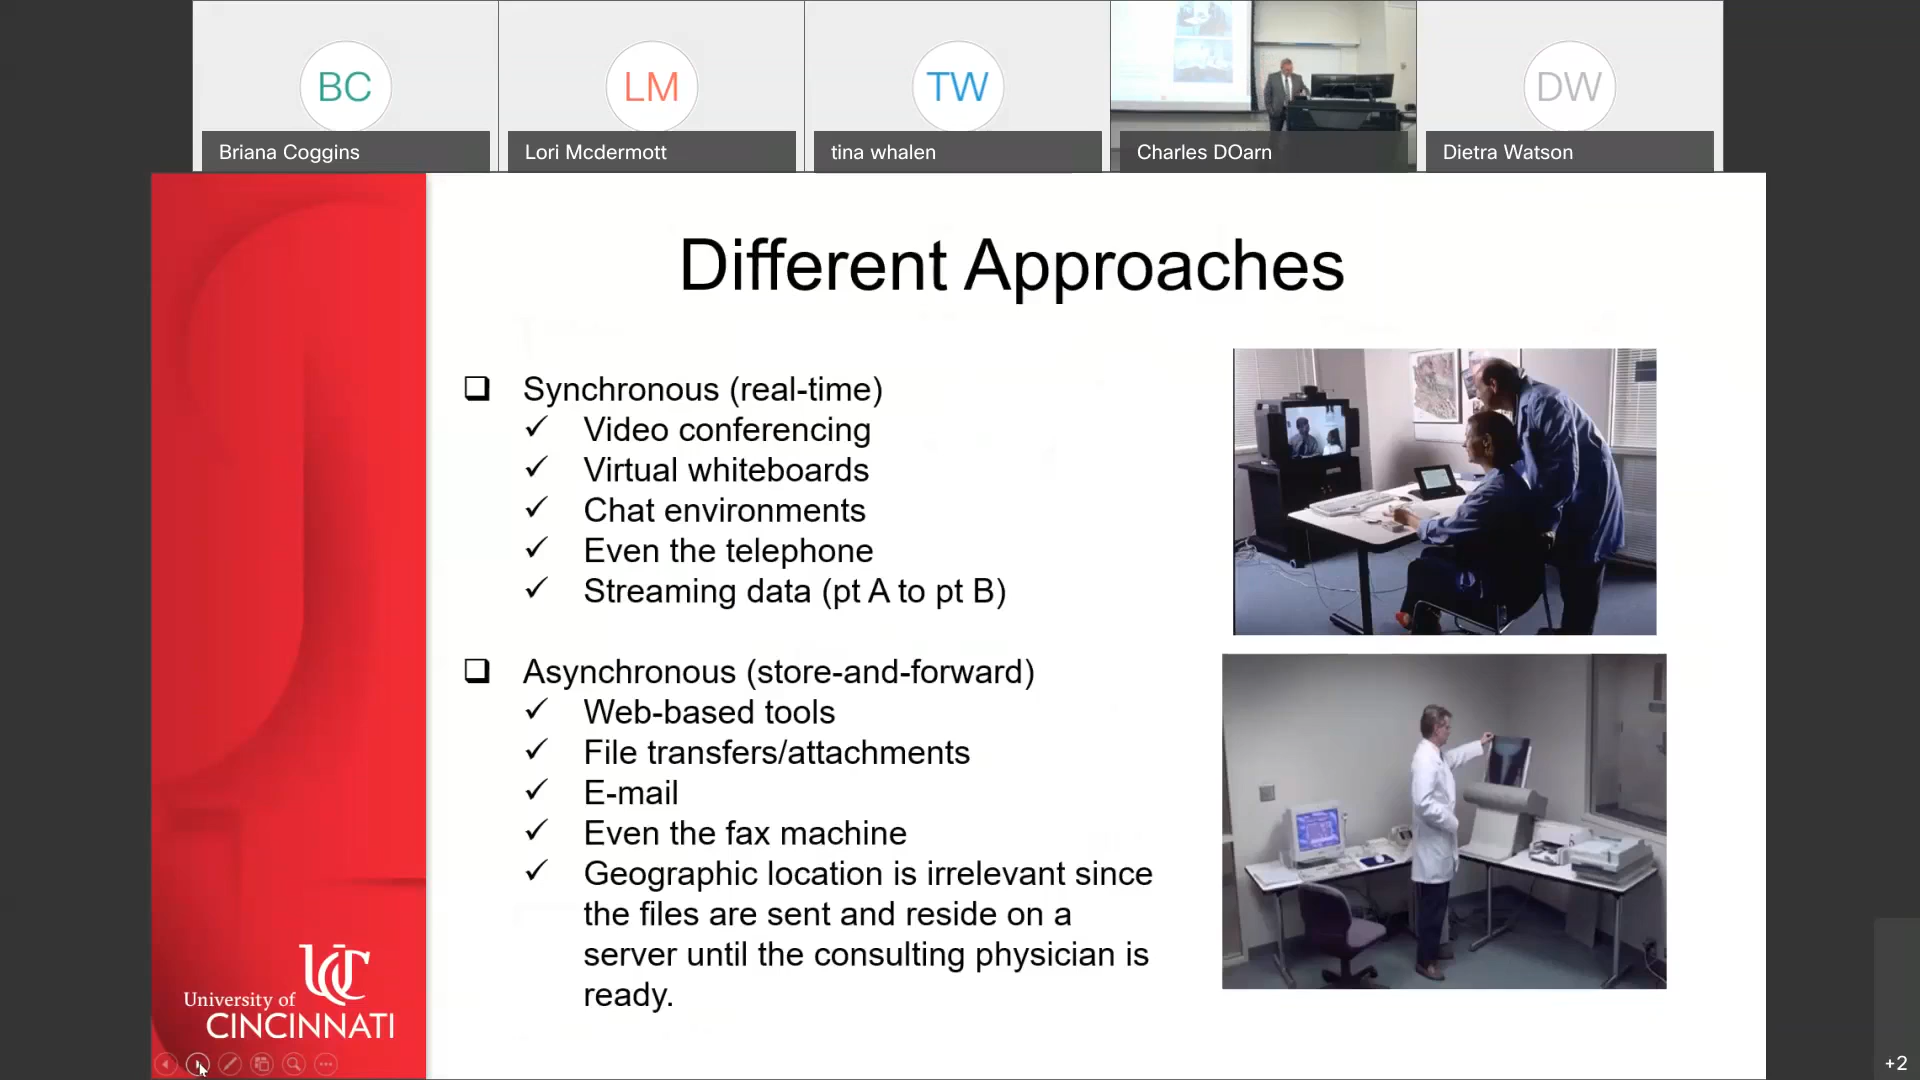 BC
LM
TW
DW
Briana Coggins
Lori Mcdermott
tina whalen
Charles DOarn
Dietra Watson
Different Approaches
Synchronous (real-time)
Video conferencing
Virtual whiteboards
Chat environments
Even the telephone
Streaming data (pt A to pt B)
Asynchronous (store-and-forward)
Web-based tools
File transfers/attachments
E-mail
Even the fax machine
Geographic location is irrelevant since
the files are sent and reside on a
server until the consulting physician is
ready.
UC
University of
CINCINNATI
+2